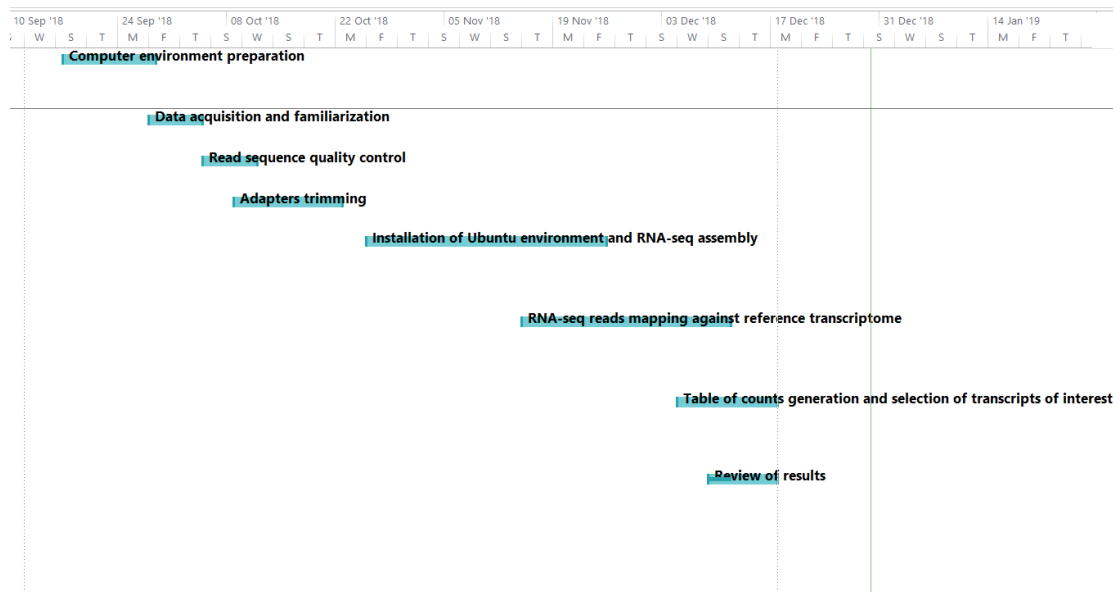 10 Sep '18 24 Sep '18 08 Oct '18 22 Oct '18 05 Nov '18 19 Nov '18 03 Dec '18 17 Dec '18 31 Dec '18 14 Jan '19
W S T M F T S W S T M F T S W S T M F T S W S T M F T S W S T M F T
Computer environment preparation
Data acquisition and familiarization
Read sequence quality control
Adapters trimming
Installation of Ubuntu environment and RNA-seq assembly
RNA-seq reads mapping against reference transcriptome
Table of counts generation and selection of transcripts of interest
Review of results